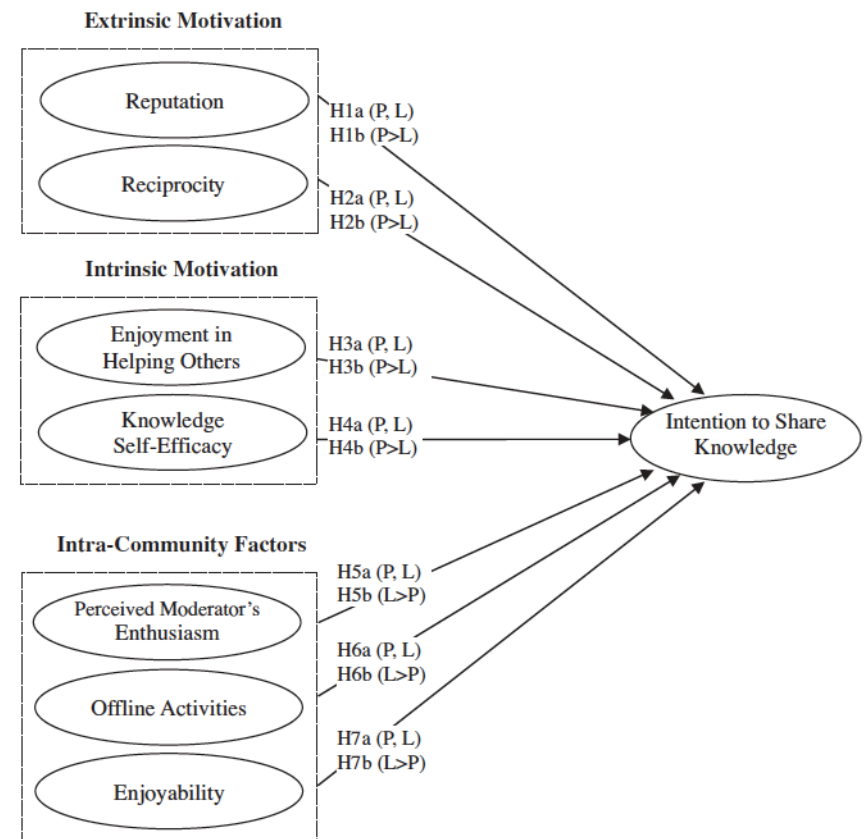 Extrinsic Motivation
Reputation
H1a (P, L)
H1b (P>L)
Reciprocity
H2a (P, L)
H2b (P>L)
Intrinsic Motivation
Enjoyment in
Helping Others
H3a (P, L)
H3b (P>L)
Knowledge
Self-Efficacy
H4a (P, L)
H4b (P>L)
Intention to Share
Knowledge
Intra-Community Factors
Perceived Moderator's
Enthusiasm
H5a (P, L)
H5b (L>P)
Offline Activities
H6a (P, L)
H6b (L>P)
Enjoyability
H7a (P, L)
H7b (L>P)